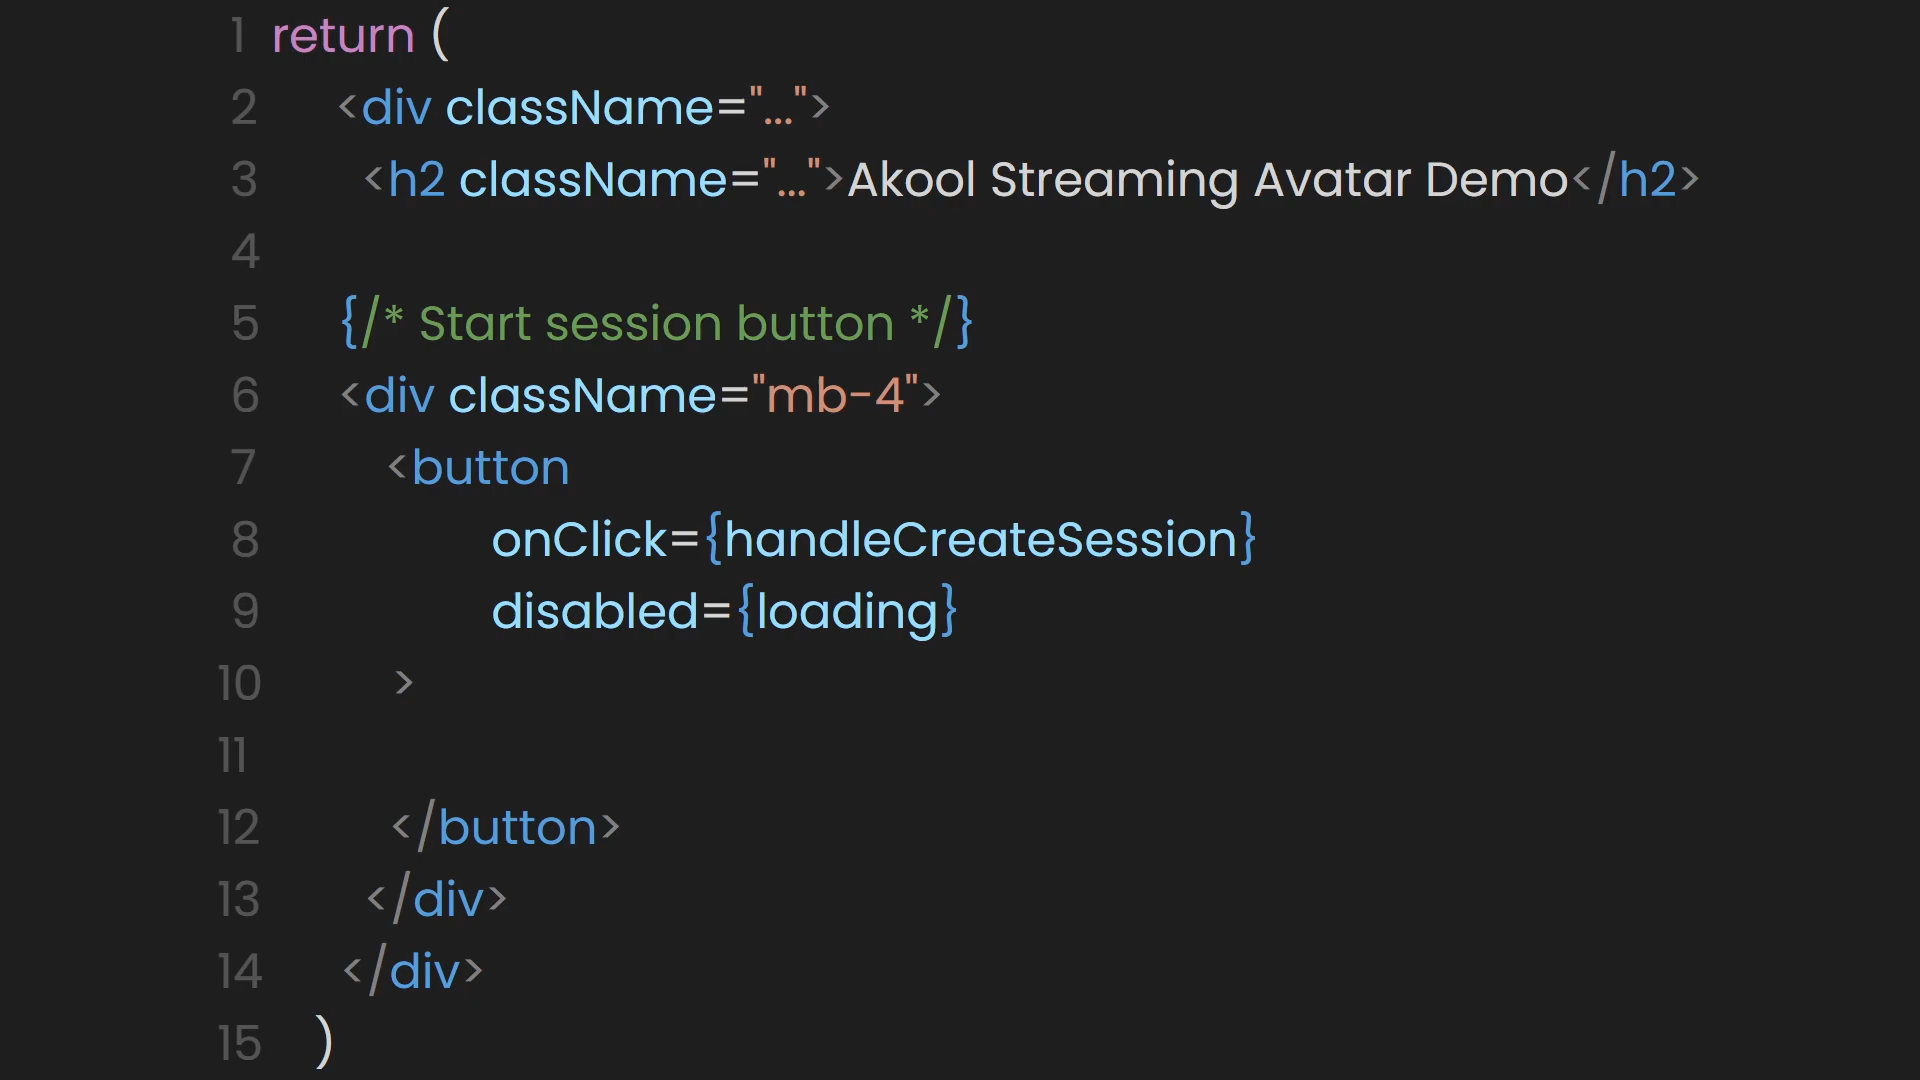 1 return (
2 <div className="...">
3 <h2 className="...">Akool Streaming Avatar Demo</h2>
4
5 {/* Start session button */}
6 <div className="mb-4">
7 <button
8 onClick={handleCreateSession}
9 disabled={loading}
10 >
11
12 </button>
13 </div>
14 </div>
15 )